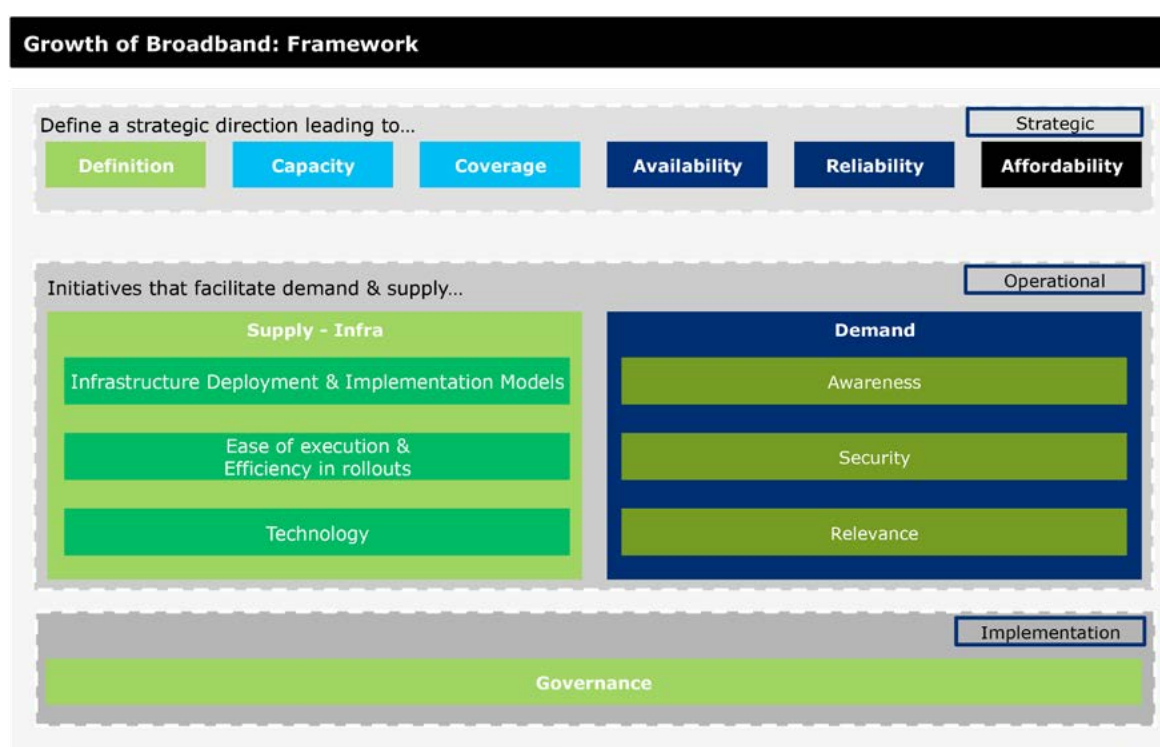 Growth of Broadband: Framework
Define a strategic direction leading to...
Strategic
Definition
Capacity
Coverage
Availability
Reliability
Affordability
Initiatives that facilitate demand & supply...
Operational
Supply - Infra
Infrastructure Deployment & Implementation Models
Ease of execution &
Efficiency in rollouts
Technology
Demand
Awareness
Security
Relevance
Implementation
Governance